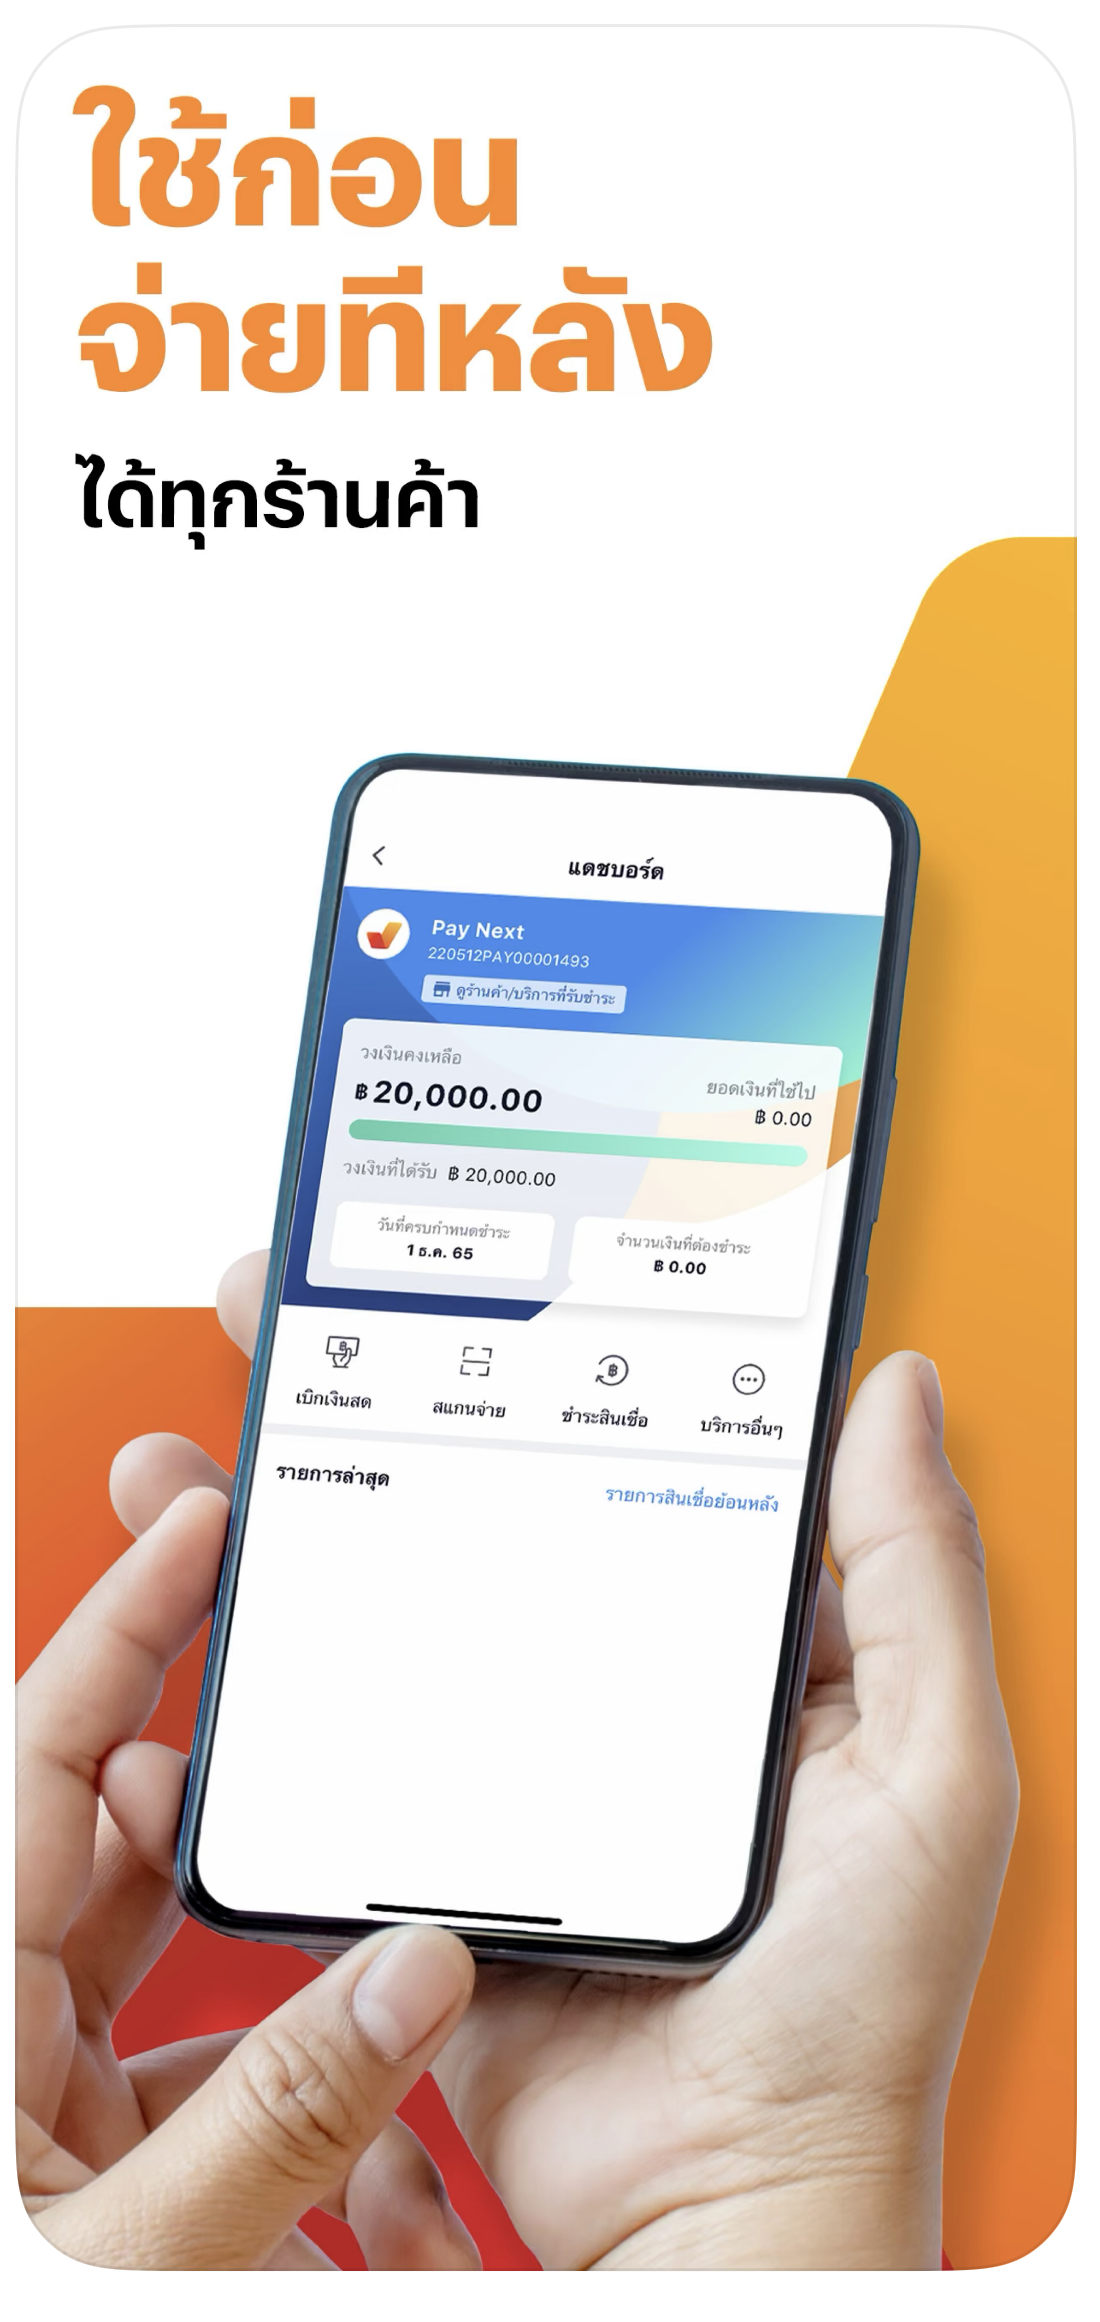 ใช้ก่อน
จ่ายทีหลัง
ได้ทุกร้านค้า
แดชบอร์ด
Pay Next
220512PAY00001493
ดูร้านค้า/บริการที่รับชำระ
วงเงินคงเหลือ
฿20,000.00
ยอดเงินที่ใช้ไป
฿ 0.00
วงเงินที่ได้รับ ฿ 20,000.00
วันที่ครบกำหนดชำระ
1 ธ.ค. 65
จำนวนเงินที่ต้องชำระ
฿ 0.00
เบิกเงินสด สแกนจ่าย ชำระสินเชื่อ บริการอื่นๆ
รายการล่าสุด รายการสินเชื่อย้อนหลัง